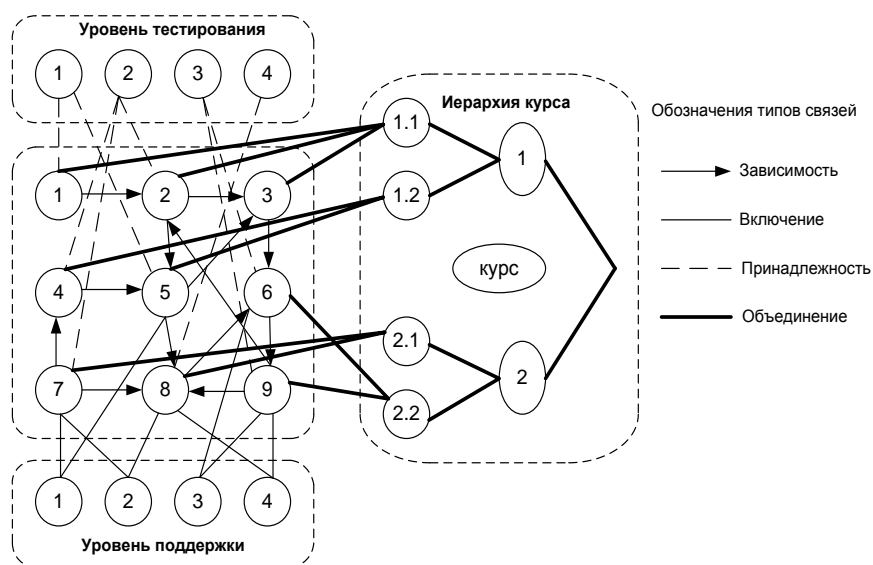 Уровень тестирования
1 2 3 4
Иерархия курса
Обозначения типов связей
1.1
1
Зависимость
1 2 3
1.2
Включение
курс
Принадлежность
4 5 6
Объединение
2.1
2
7 8 9
2.2
1 2 3 4
Уровень поддержки